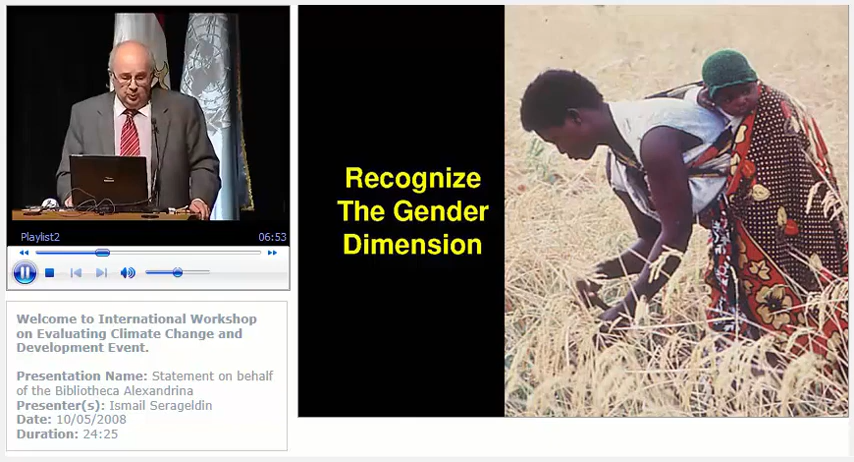 Playlist2 06:53
Welcome to International Workshop
on Evaluating Climate Change and
Development Event.
Presentation Name: Statement on behalf
of the Bibliotheca Alexandrina
Presenter(s): Ismail Serageldin
Date: 10/05/2008
Duration: 24:25
Recognize
The Gender
Dimension